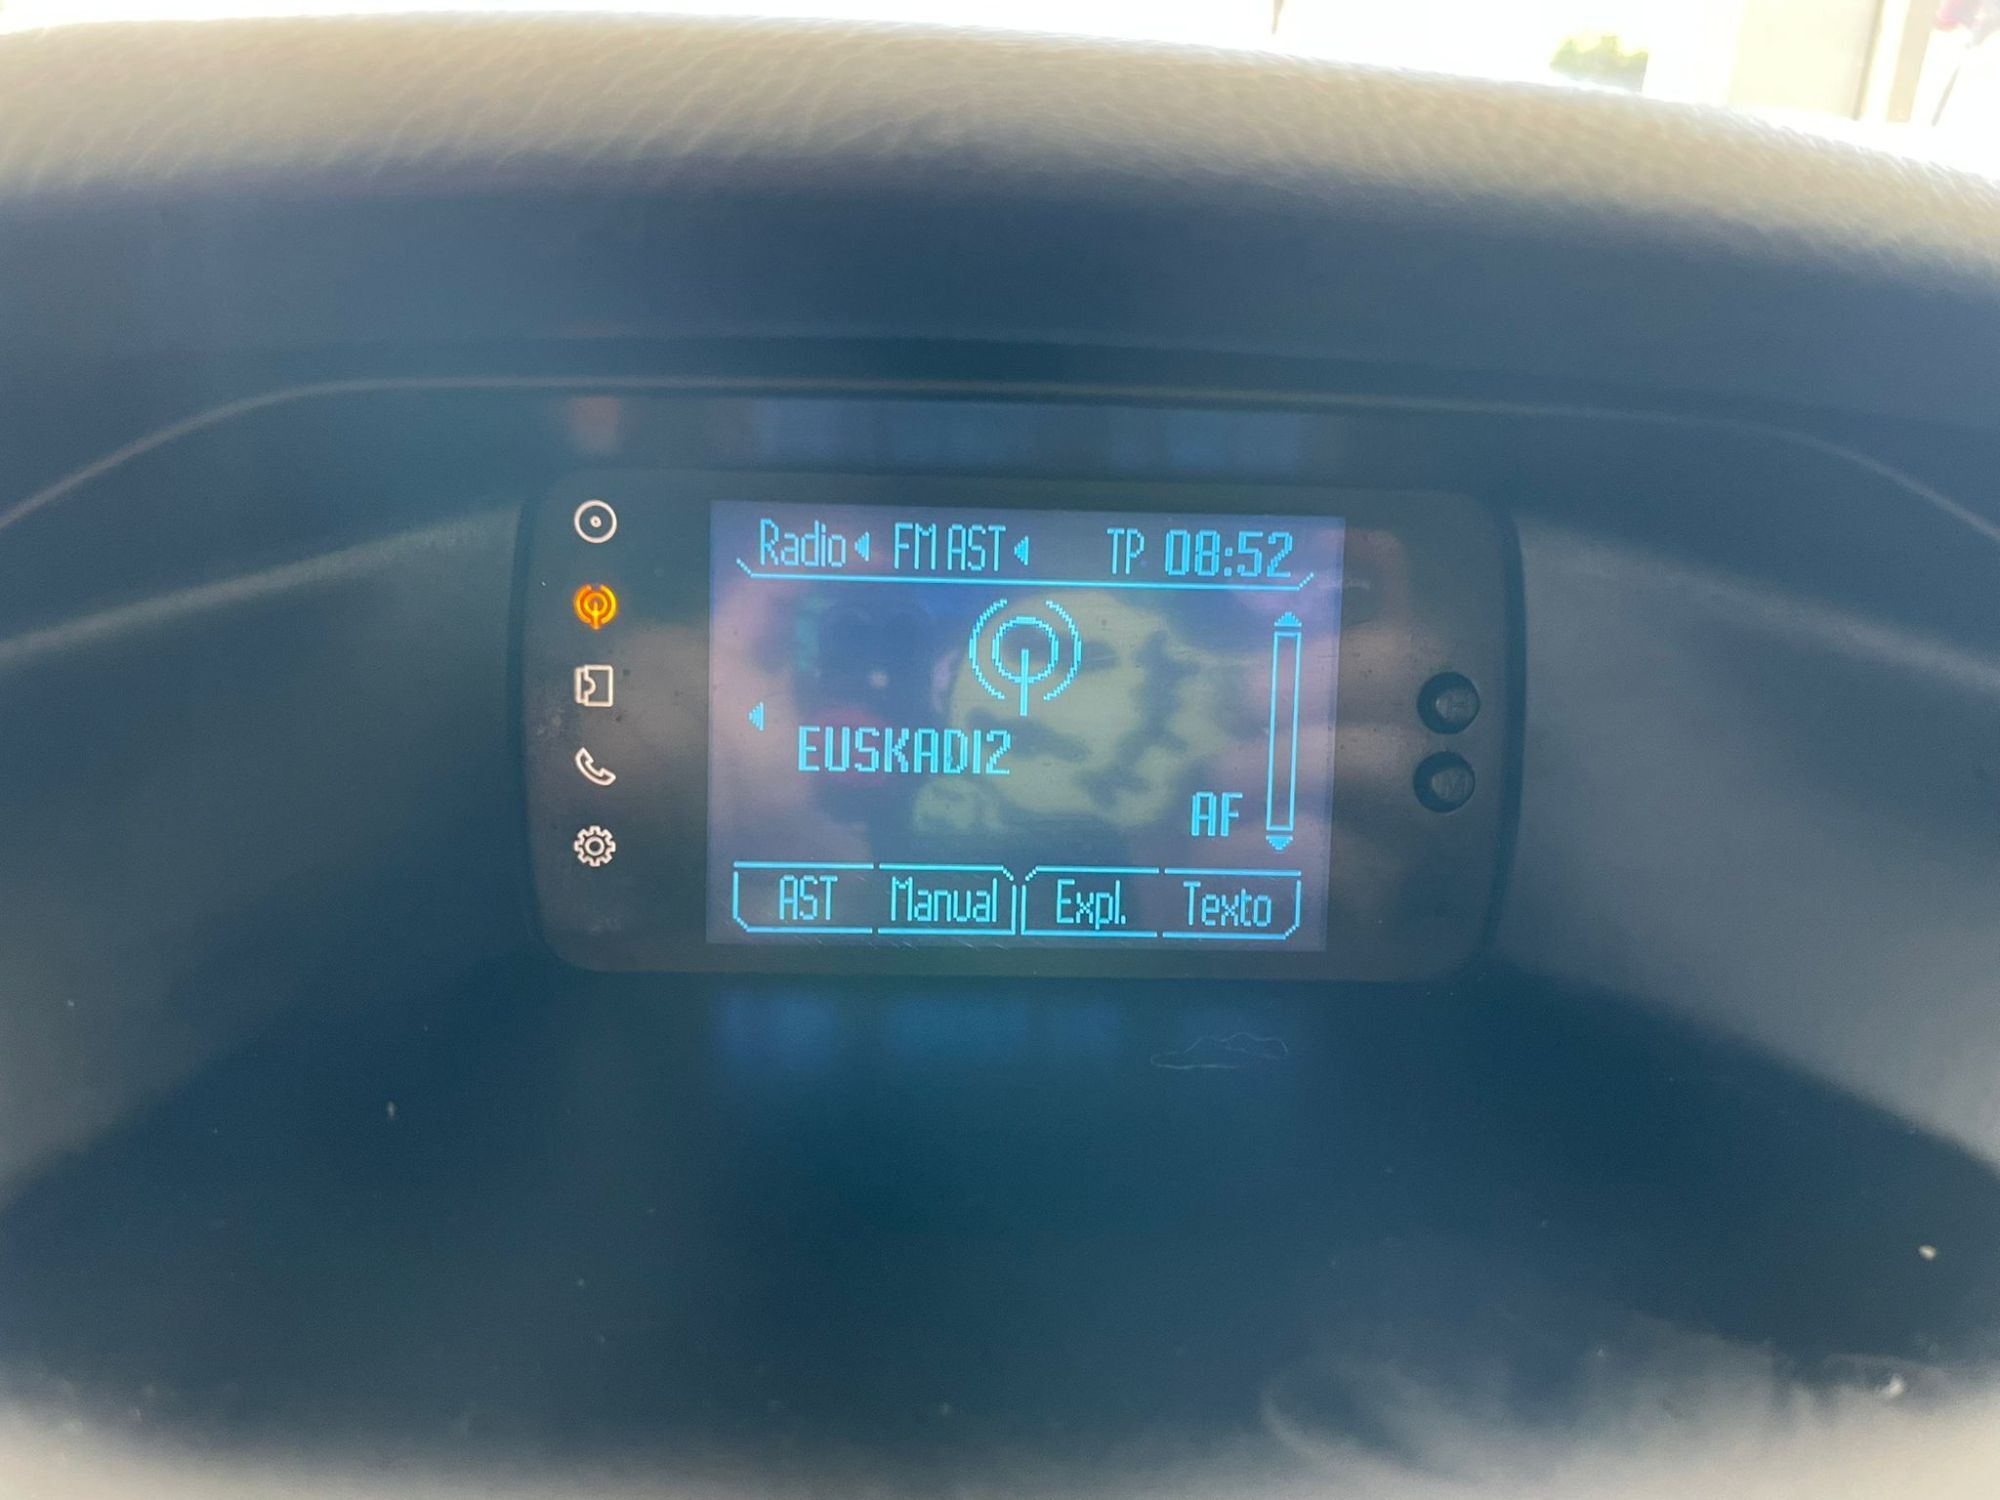 Radio FM AST TP 08:52
EUSKADI2
AF
AST Manual Expl. Texto
H
M